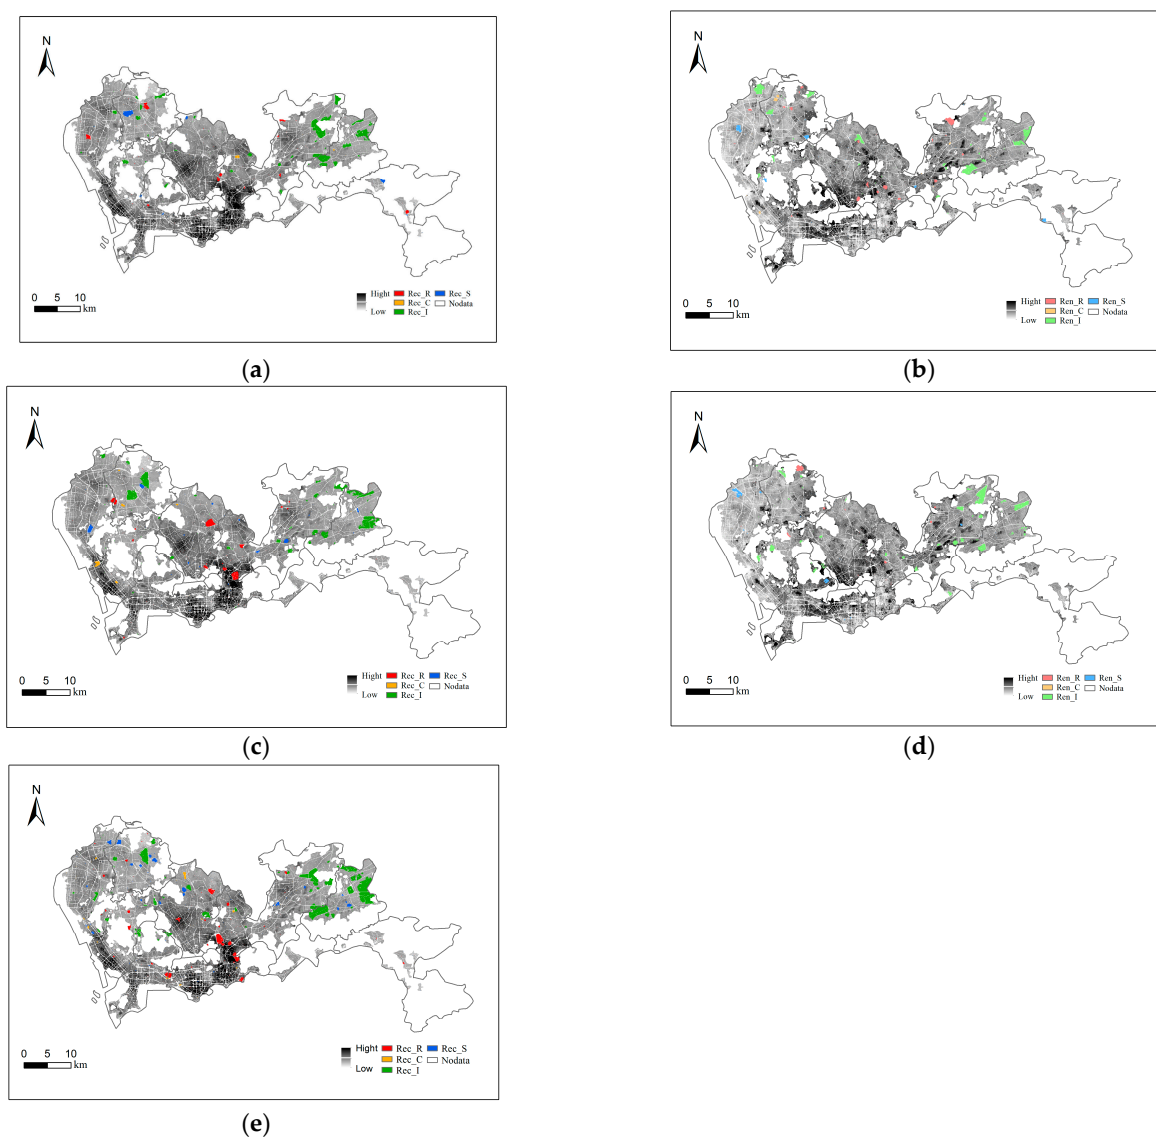 N
0 5 10
km
Hight
Low
Rec_R
Rec_S
Rec_C
Nodata
Rec_I
(a)
N
0 5 10
km
Hight
Low
Ren_R
Ren_S
Ren_C
Nodata
Ren_I
(b)
N
0 5 10
km
Hight
Low
Rec_R
Rec_S
Rec_C
Nodata
Rec_I
(c)
N
0 5 10
km
Hight
Low
Ren_R
Ren_S
Ren_C
Nodata
Ren_I
(d)
N
0 5 10
km
Hight
Low
Rec_R
Rec_S
Rec_C
Nodata
Rec_I
(e)